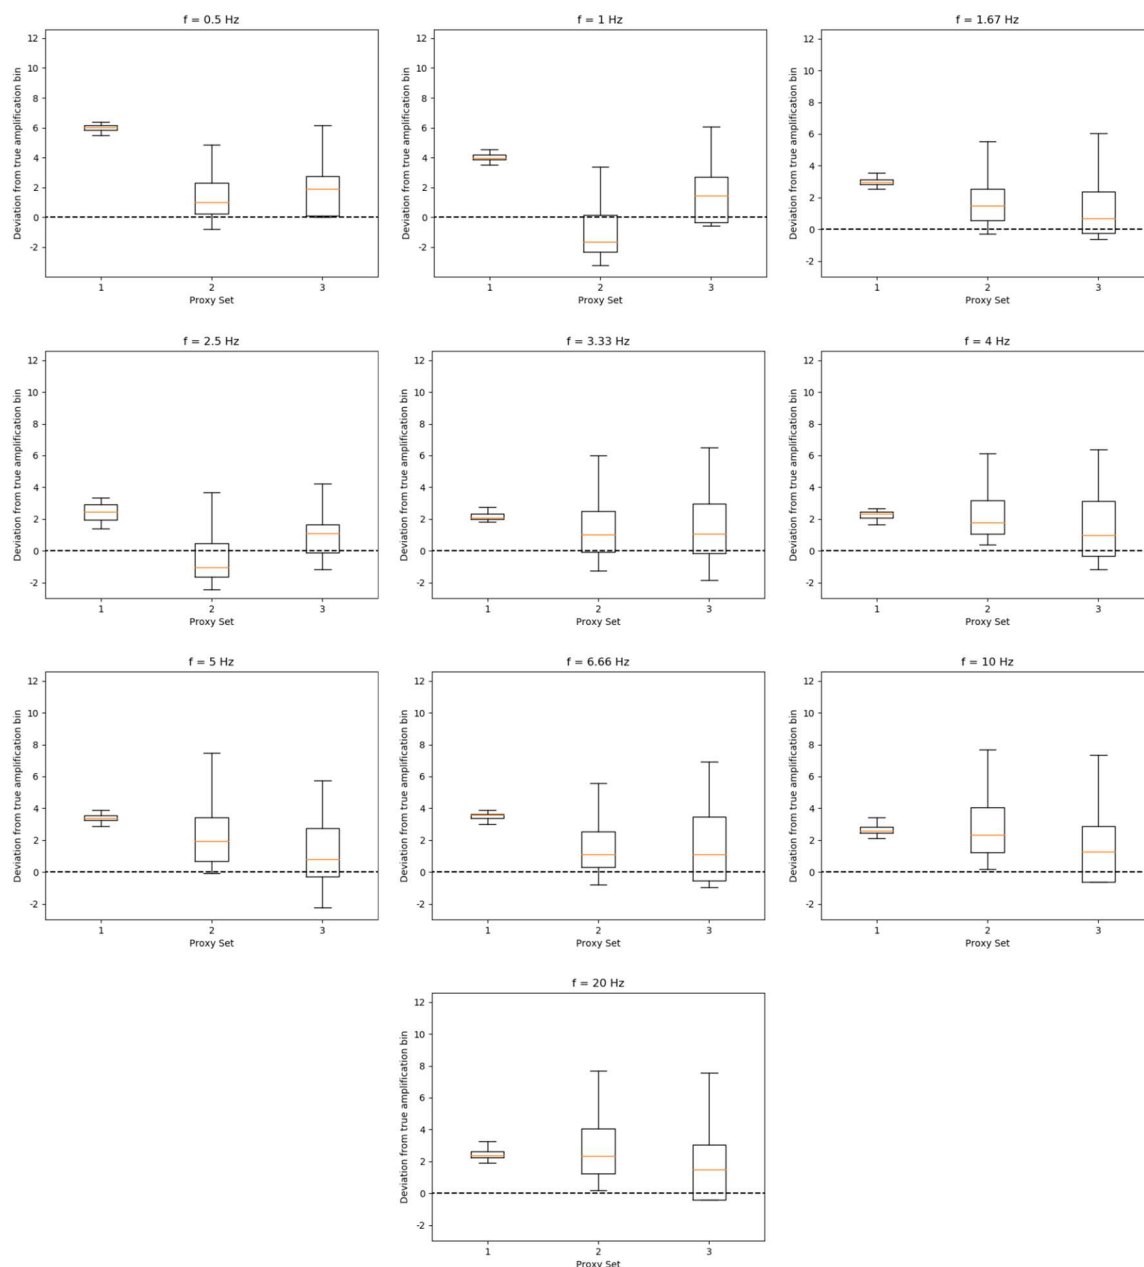 f = 0.5 Hz
Deviation from true amplification bin
12
10
8
6
4
2
0
-2
1 2 3
Proxy Set
f = 1 Hz
Deviation from true amplification bin
12
10
8
6
4
2
0
-2
1 2 3
Proxy Set
f = 1.67 Hz
Deviation from true amplification bin
12
10
8
6
4
2
0
-2
1 2 3
Proxy Set
f = 2.5 Hz
Deviation from true amplification bin
12
10
8
6
4
2
0
-2
1 2 3
Proxy Set
f = 3.33 Hz
Deviation from true amplification bin
12
10
8
6
4
2
0
-2
1 2 3
Proxy Set
f = 4 Hz
Deviation from true amplification bin
12
10
8
6
4
2
0
-2
1 2 3
Proxy Set
f = 5 Hz
Deviation from true amplification bin
12
10
8
6
4
2
0
-2
1 2 3
Proxy Set
f = 6.66 Hz
Deviation from true amplification bin
12
10
8
6
4
2
0
-2
1 2 3
Proxy Set
f = 10 Hz
Deviation from true amplification bin
12
10
8
6
4
2
0
-2
1 2 3
Proxy Set
f = 20 Hz
Deviation from true amplification bin
12
10
8
6
4
2
0
-2
1 2 3
Proxy Set